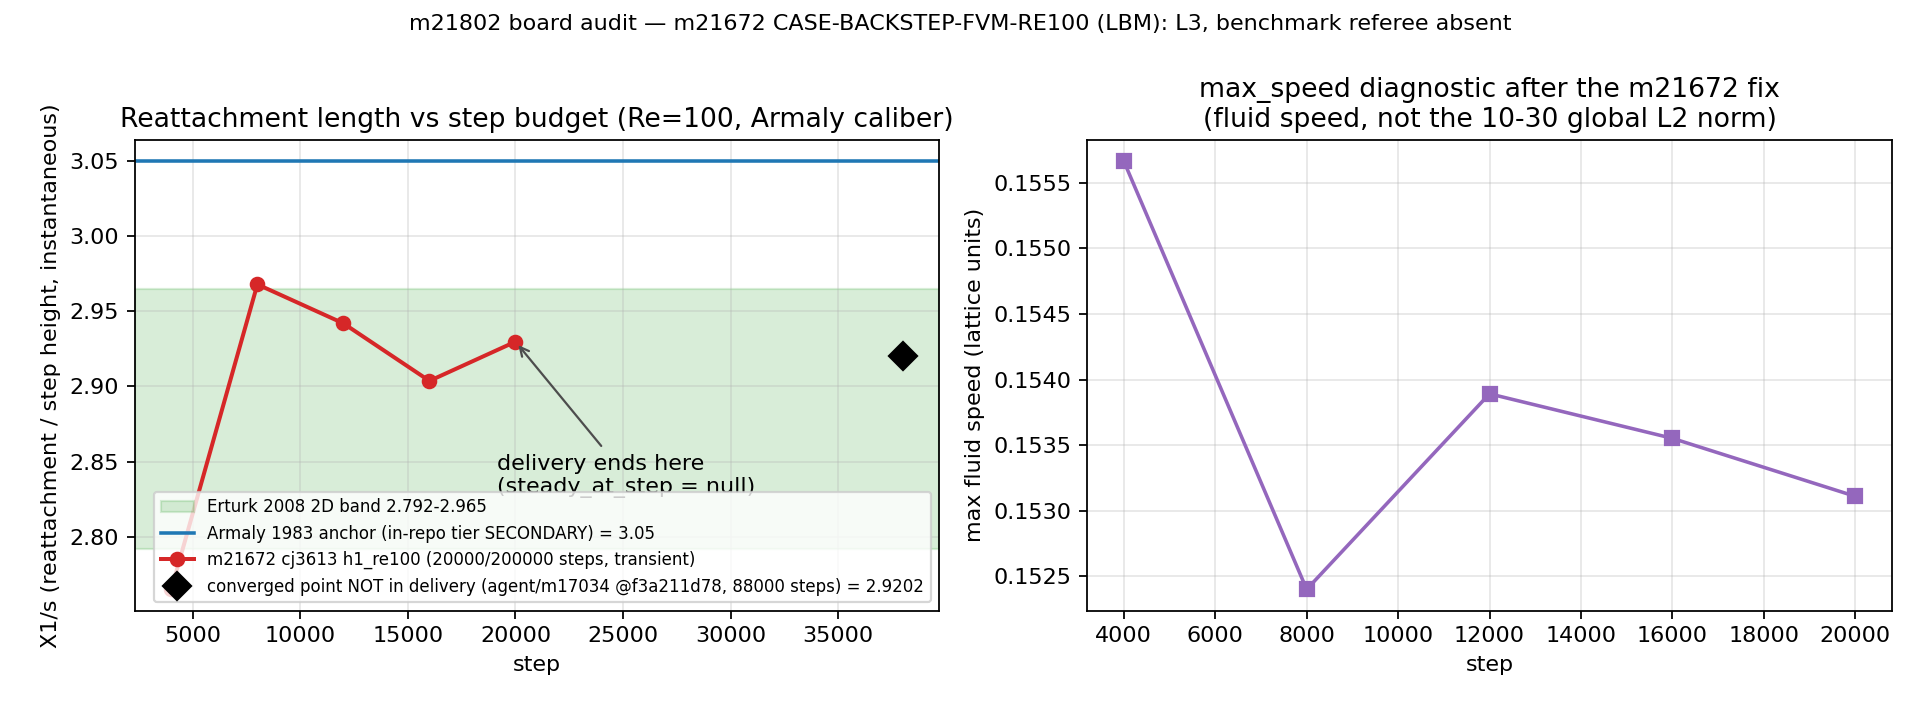 m21802 board audit — m21672 CASE-BACKSTEP-FVM-RE100 (LBM): L3, benchmark referee absent
Reattachment length vs step budget (Re=100, Armaly caliber)
X1/s (reattachment / step height, instantaneous)
3.05
3.00
2.95
2.90
2.85
2.80
delivery ends here
(steady_at_step = null)
Erturk 2008 2D band 2.792-2.965
Armaly 1983 anchor (in-repo tier SECONDARY) = 3.05
m21672 cj3613 h1_re100 (20000/200000 steps, transient)
converged point NOT in delivery (agent/m17034 @f3a211d78, 88000 steps) = 2.9202
5000 10000 15000 20000 25000 30000 35000
step
max_speed diagnostic after the m21672 fix
(fluid speed, not the 10-30 global L2 norm)
max fluid speed (lattice units)
0.1555
0.1550
0.1545
0.1540
0.1535
0.1530
0.1525
4000 6000 8000 10000 12000 14000 16000 18000 20000
step